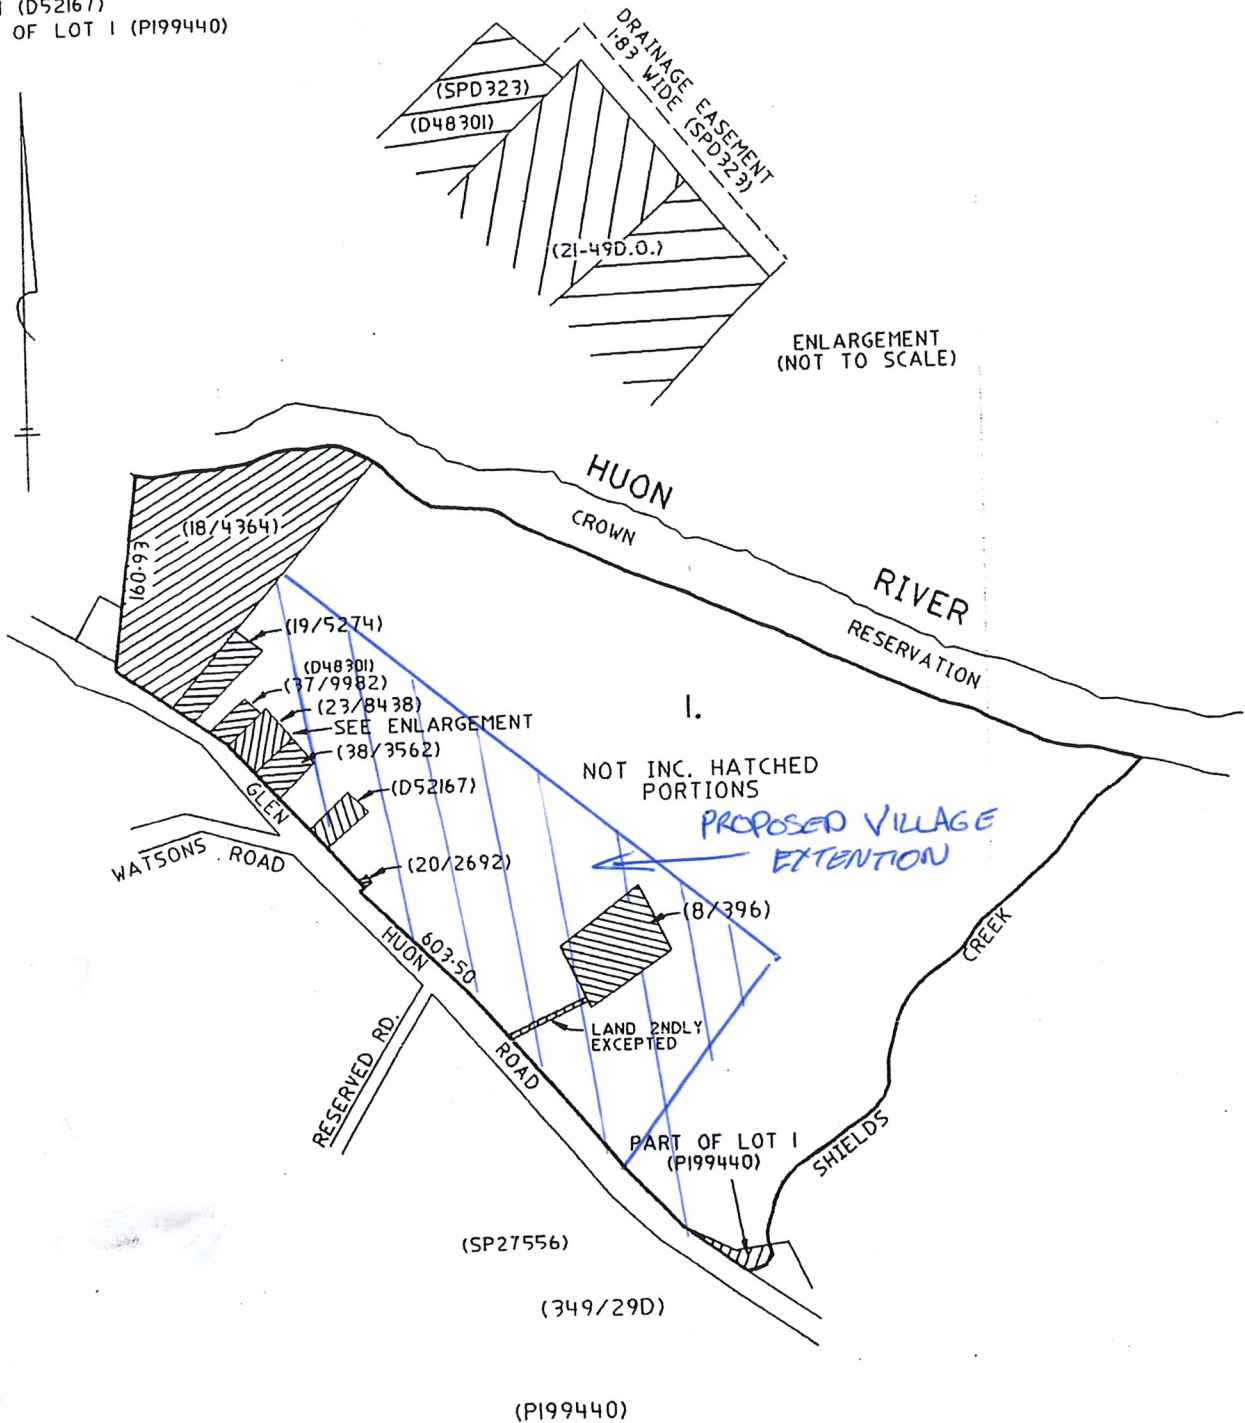 (D52167)
OF LOT 1 (P199440)
DRAINAGE EASEMENT
1·83 WIDE (SPD323)
(SPD323)
(D48301)
(21-49D.O.)
ENLARGEMENT
(NOT TO SCALE)
HUON
CROWN
RIVER
RESERVATION
(18/4364)
160·93
(19/5274)
(D48301)
(37/9982)
(23/8438)
SEE ENLARGEMENT
(38/3562)
(D52167)
(20/2692)
1.
NOT INC. HATCHED
PORTIONS
PROPOSED VILLAGE
EXTENTION
(8/396)
GLEN
WATSONS ROAD
HUON
603·50
ROAD
RESERVED RD.
LAND 2NDLY
EXCEPTED
CREEK
SHIELDS
PART OF LOT 1
(P199440)
(SP27556)
(349/29D)
(P199440)